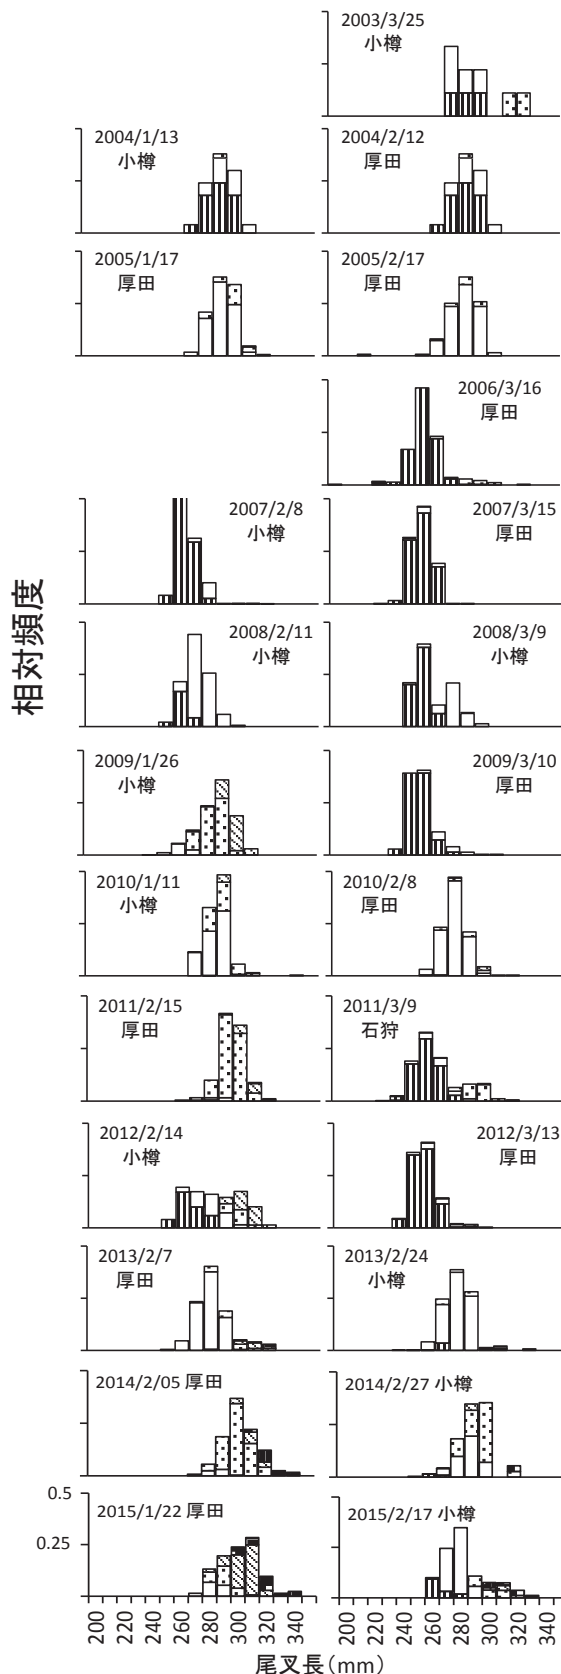 2003/3/25
小樽
2004/1/13
小樽
2004/2/12
厚田
2005/1/17
厚田
2005/2/17
厚田
2006/3/16
厚田
2007/2/8
小樽
2007/3/15
厚田
2008/2/11
小樽
2008/3/9
小樽
2009/1/26
小樽
2009/3/10
厚田
2010/1/11
小樽
2010/2/8
厚田
2011/2/15
厚田
2011/3/9
石狩
2012/2/14
小樽
2012/3/13
厚田
2013/2/7
厚田
2013/2/24
小樽
2014/2/05 厚田
2014/2/27 小樽
2015/1/22 厚田
2015/2/17 小樽
相対頻度
0.5
0.25
200 220 240 260 280 300 320 340
200 220 240 260 280 300 320 340
尾叉長(mm)